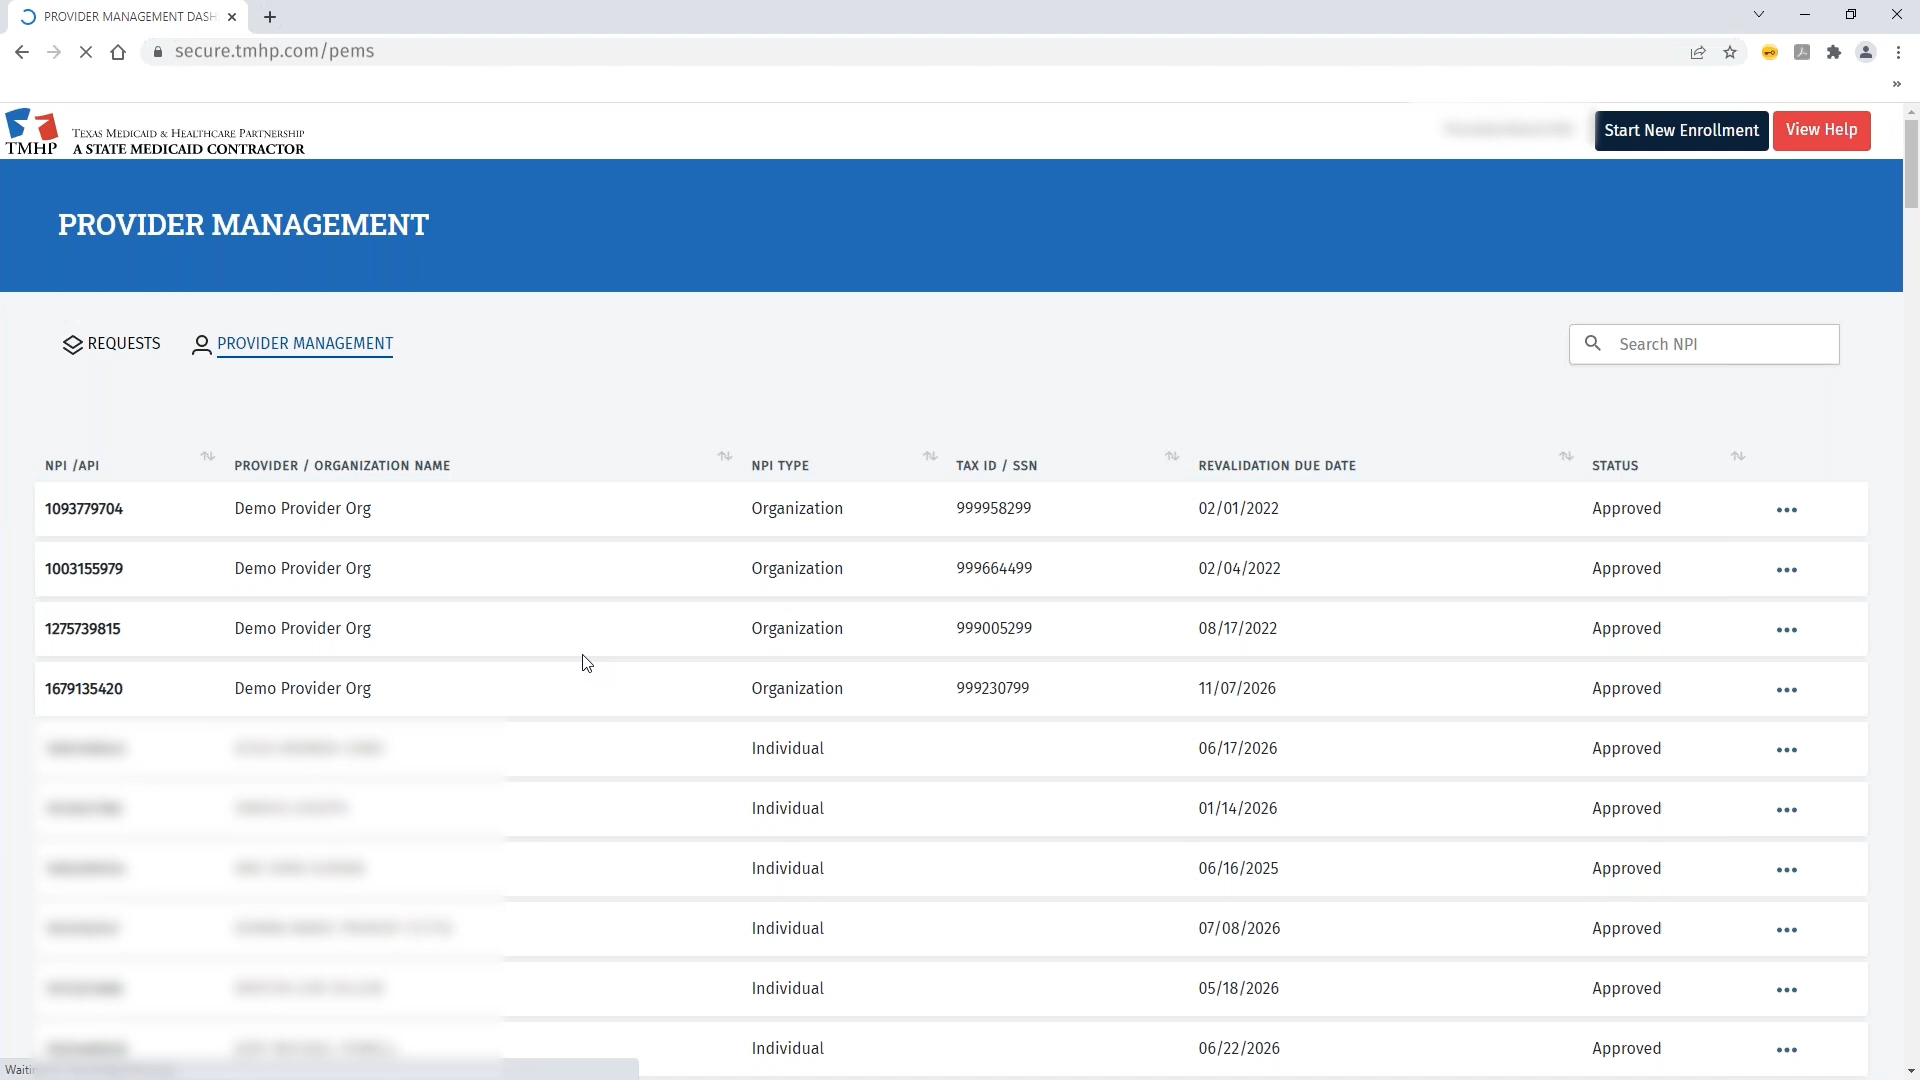 PROVIDER MANAGEMENT DASH
secure.tmhp.com/pems
TMHP
TEXAS MEDICAID & HEALTHCARE PARTNERSHIP
A STATE MEDICAID CONTRACTOR
Start New Enrollment
View Help
PROVIDER MANAGEMENT
REQUESTS PROVIDER MANAGEMENT
Search NPI
NPI /API PROVIDER / ORGANIZATION NAME NPI TYPE TAX ID / SSN REVALIDATION DUE DATE STATUS
1093779704 Demo Provider Org Organization 999958299 02/01/2022 Approved
1003155979 Demo Provider Org Organization 999664499 02/04/2022 Approved
1275739815 Demo Provider Org Organization 999005299 08/17/2022 Approved
1679135420 Demo Provider Org Organization 999230799 11/07/2026 Approved
Individual 06/17/2026 Approved
Individual 01/14/2026 Approved
Individual 06/16/2025 Approved
Individual 07/08/2026 Approved
Individual 05/18/2026 Approved
Individual 06/22/2026 Approved